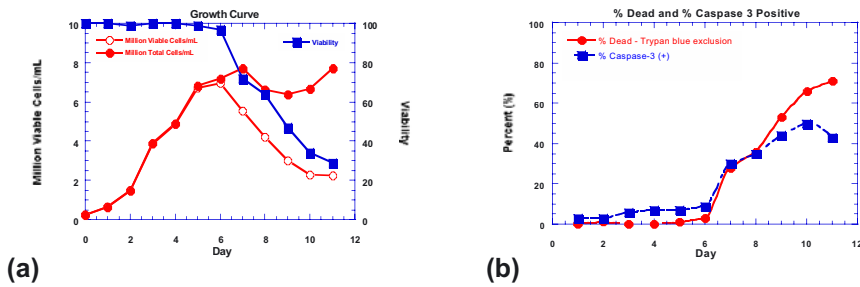 Growth Curve
Million Viable Cells/mL
Million Total Cells/mL
Viability
10
8
6
4
2
0
100
80
60
40
20
0
0 2 4 6 8 10 12
Day
Million Viable Cells/mL
Viability
(a)
% Dead and % Caspase 3 Positive
% Dead - Trypan blue exclusion
% Caspase-3 (+)
100
80
60
40
20
0
0 2 4 6 8 10 12
Day
Percent (%)
(b)